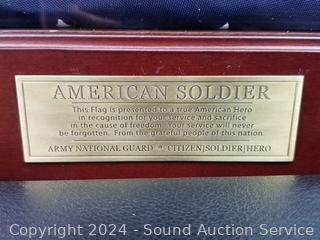 AMERICAN SOLDIER
This Flag is presented to a true American Hero
in recognition for your service and sacrifice
in the cause of freedom. Your service will never
be forgotten. From the grateful people of this nation.
ARMY NATIONAL GUARD ★ CITIZEN|SOLDIER|HERO
Copyright © 2024 - Sound Auction Service